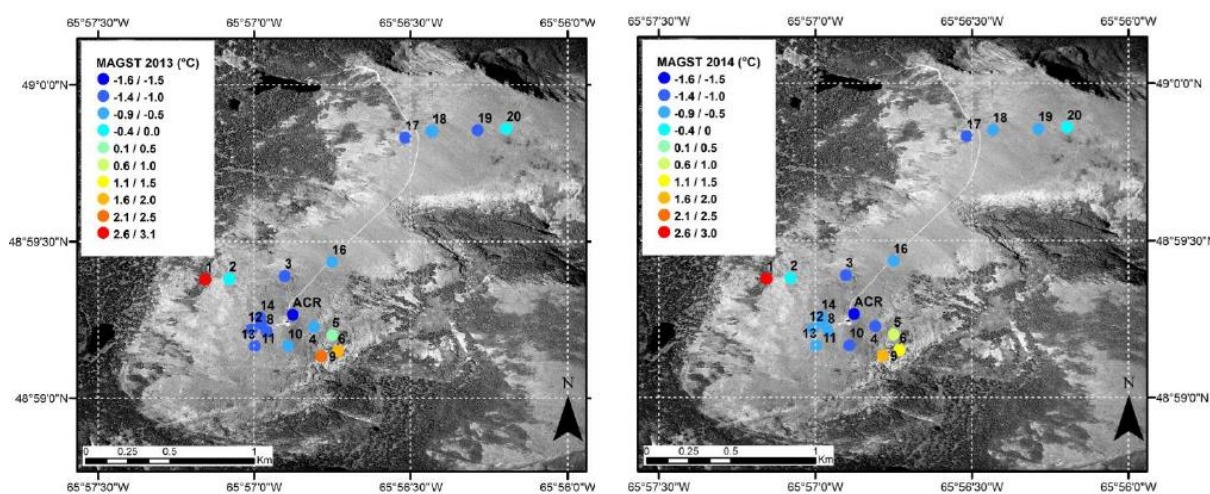 65°57'30"W 65°57'0"W 65°56'30"W 65°56'0"W
MAGST 2013 (°C)
-1.6 / -1.5
-1.4 / -1.0
-0.9 / -0.5
-0.4 / 0.0
0.1 / 0.5
0.6 / 1.0
1.1 / 1.5
1.6 / 2.0
2.1 / 2.5
2.6 / 3.1
49°0'0"N
48°59'30"N
48°59'0"N
17 18 19 20
16
1 2 3
ACR
14
12 8
13 11 10 4 5
6
9
N
0 0.25 0.5 1
Km
65°57'30"W 65°57'0"W 65°56'30"W 65°56'0"W
65°57'30"W 65°57'0"W 65°56'30"W 65°56'0"W
MAGST 2014 (°C)
-1.6 / -1.5
-1.4 / -1.0
-0.9 / -0.5
-0.4 / 0
0.1 / 0.5
0.6 / 1.0
1.1 / 1.5
1.6 / 2.0
2.1 / 2.5
2.6 / 3.0
49°0'0"N
48°59'30"N
48°59'0"N
17 18 19 20
16
1 2 3
ACR
14
12 8
13 11 10 4 5
6
9
N
0 0.25 0.5 1
Km
65°57'30"W 65°57'0"W 65°56'30"W 65°56'0"W